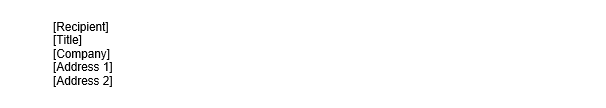 [Recipient]
[Title]
[Company]
[Address 1]
[Address 2]